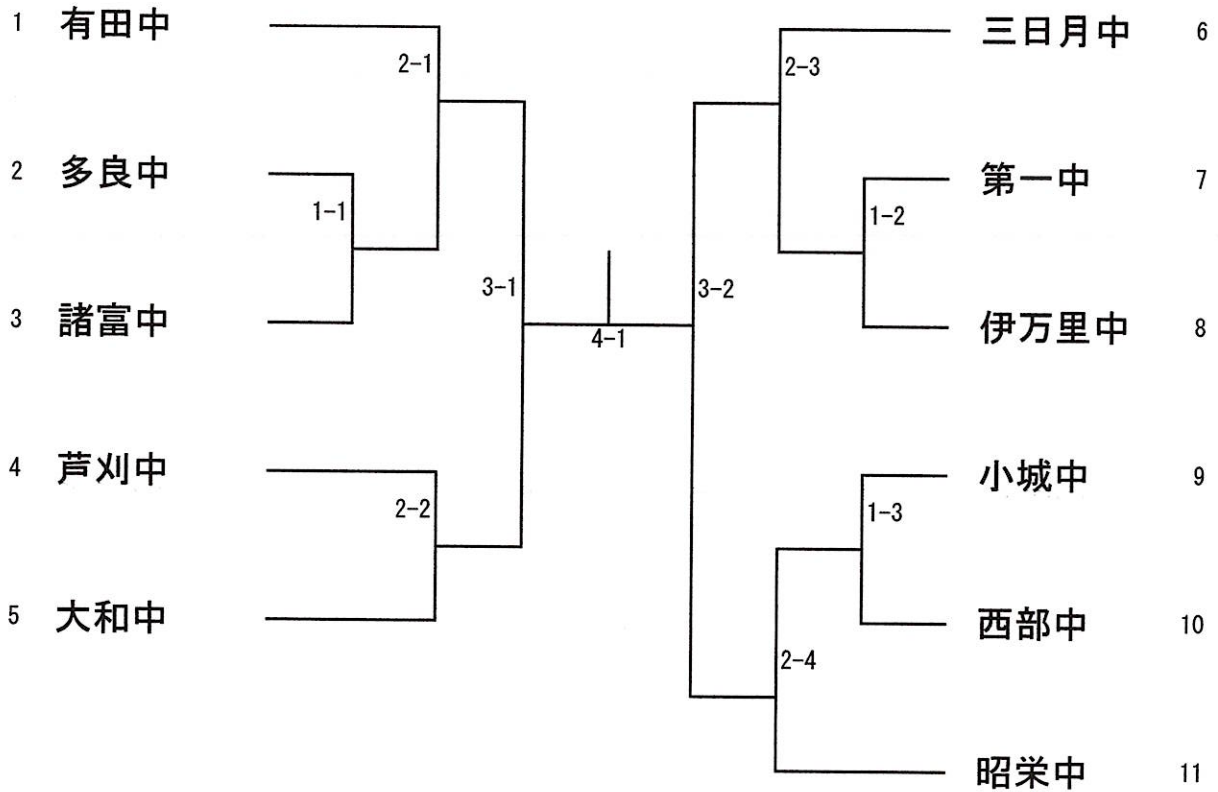 1 有田中
2-1
2 多良中
1-1
3 諸富中
3-1
4 芦刈中
2-2
5 大和中
4-1
三日月中 6
2-3
第一中 7
1-2
3-2
伊万里中 8
小城中 9
1-3
西部中 10
2-4
昭栄中 11